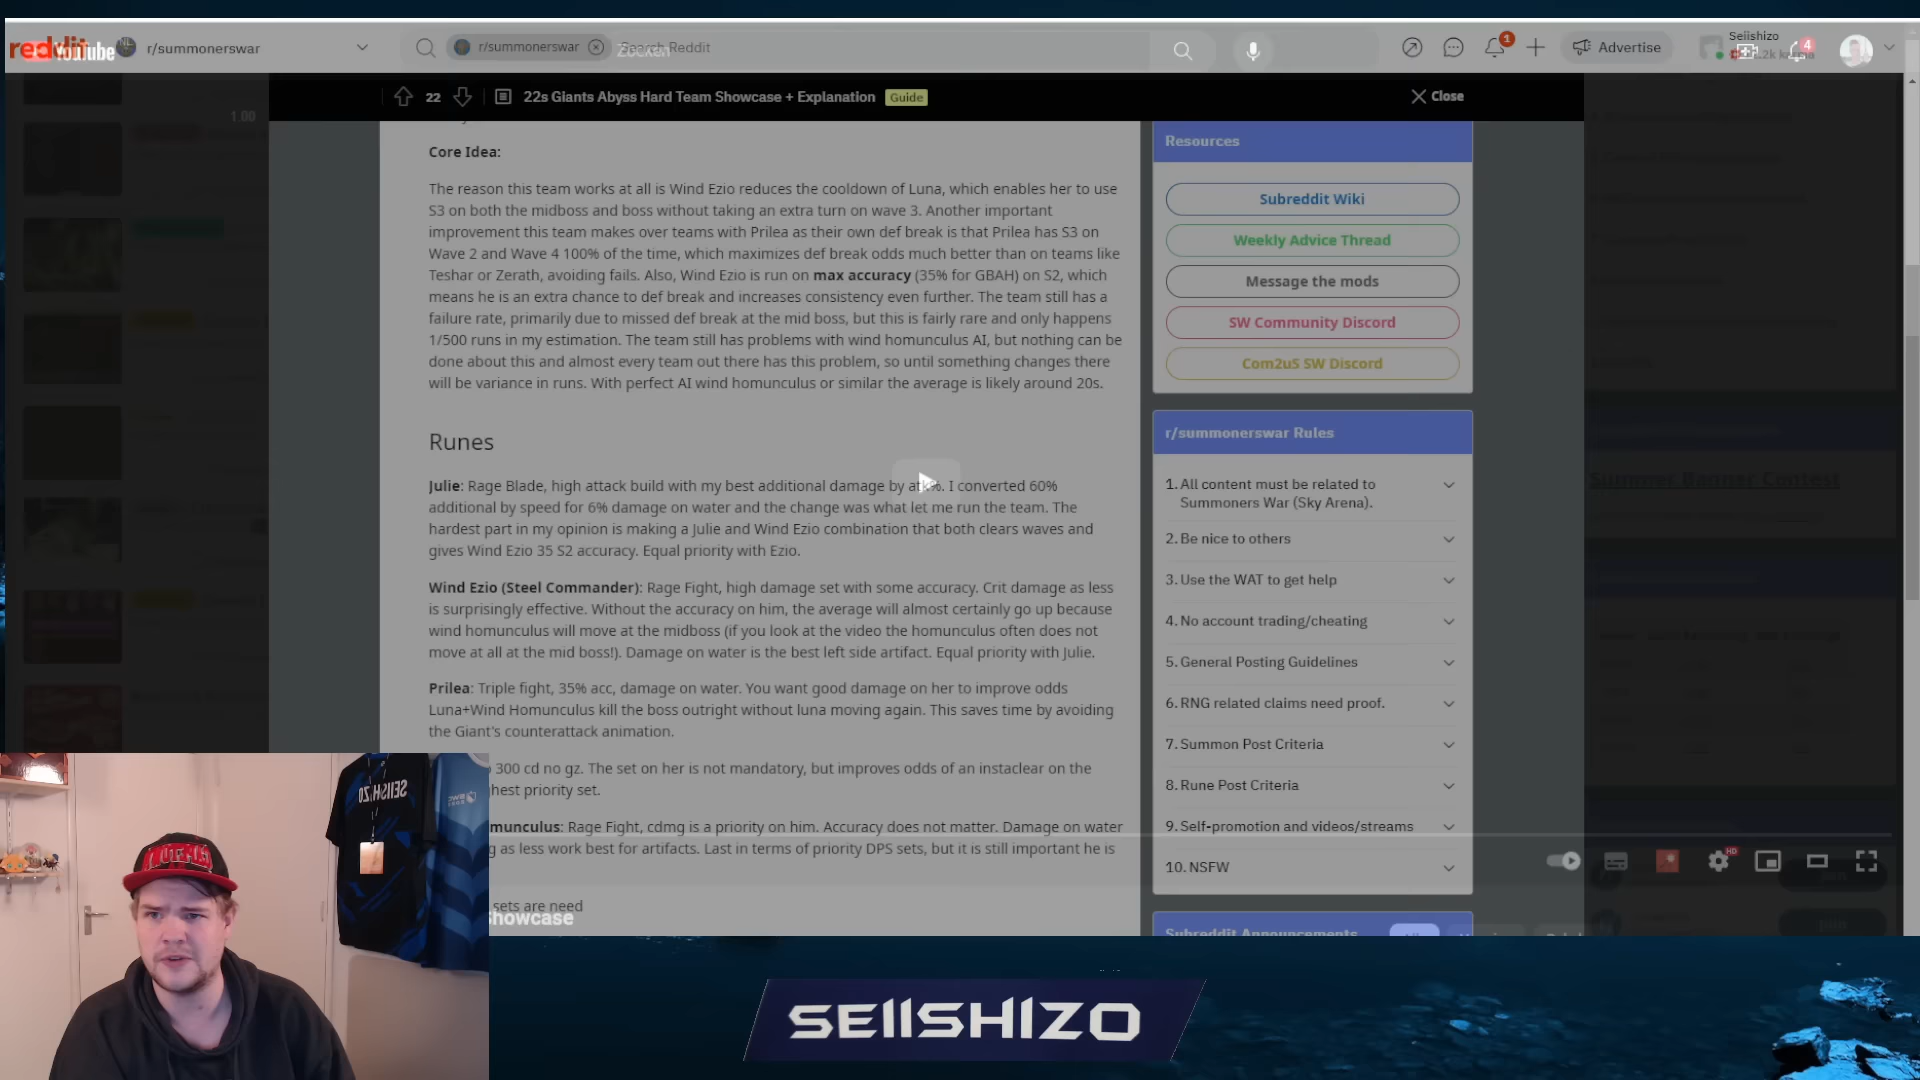 reddit
YouTube
r/summonerswar
r/summonerswar
Search Reddit
1
Advertise
Seiishizo
4
22
22s Giants Abyss Hard Team Showcase + Explanation
Guide
Close
1.00
Core Idea:
The reason this team works at all is Wind Ezio reduces the cooldown of Luna, which enables her to use
S3 on both the midboss and boss without taking an extra turn on wave 3. Another important
improvement this team makes over teams with Prilea as their own def break is that Prilea has S3 on
Wave 2 and Wave 4 100% of the time, which maximizes def break odds much better than on teams like
Teshar or Zerath, avoiding fails. Also, Wind Ezio is run on max accuracy (35% for GBAH) on S2, which
means he is an extra chance to def break and increases consistency even further. The team still has a
failure rate, primarily due to missed def break at the mid boss, but this is fairly rare and only happens
1/500 runs in my estimation. The team still has problems with wind homunculus AI, but nothing can be
done about this and almost every team out there has this problem, so until something changes there
will be variance in runs. With perfect AI wind homunculus or similar the average is likely around 20s.
Runes
Julie: Rage Blade, high attack build with my best additional damage by atk%. I converted 60%
additional by speed for 6% damage on water and the change was what let me run the team. The
hardest part in my opinion is making a Julie and Wind Ezio combination that both clears waves and
gives Wind Ezio 35 S2 accuracy. Equal priority with Ezio.
Wind Ezio (Steel Commander): Rage Fight, high damage set with some accuracy. Crit damage as less
is surprisingly effective. Without the accuracy on him, the average will almost certainly go up because
wind homunculus will move at the midboss (if you look at the video the homunculus often does not
move at all at the mid boss!). Damage on water is the best left side artifact. Equal priority with Julie.
Prilea: Triple fight, 35% acc, damage on water. You want good damage on her to improve odds
Luna+Wind Homunculus kill the boss outright without luna moving again. This saves time by avoiding
the Giant's counterattack animation.
300 cd no gz. The set on her is not mandatory, but improves odds of an instaclear on the
hest priority set.
munculus: Rage Fight, cdmg is a priority on him. Accuracy does not matter. Damage on water
g as less work best for artifacts. Last in terms of priority DPS sets, but it is still important he is
sets are need
Showcase
Resources
Subreddit Wiki
Weekly Advice Thread
Message the mods
SW Community Discord
Com2uS SW Discord
r/summonerswar Rules
1. All content must be related to
Summoners War (Sky Arena).
2. Be nice to others
3. Use the WAT to get help
4. No account trading/cheating
5. General Posting Guidelines
6. RNG related claims need proof.
7. Summon Post Criteria
8. Rune Post Criteria
9. Self-promotion and videos/streams
10. NSFW
Subreddit Announcements
Summer Banner Contest
HD
SEIISHIZO
SEIISHIZO